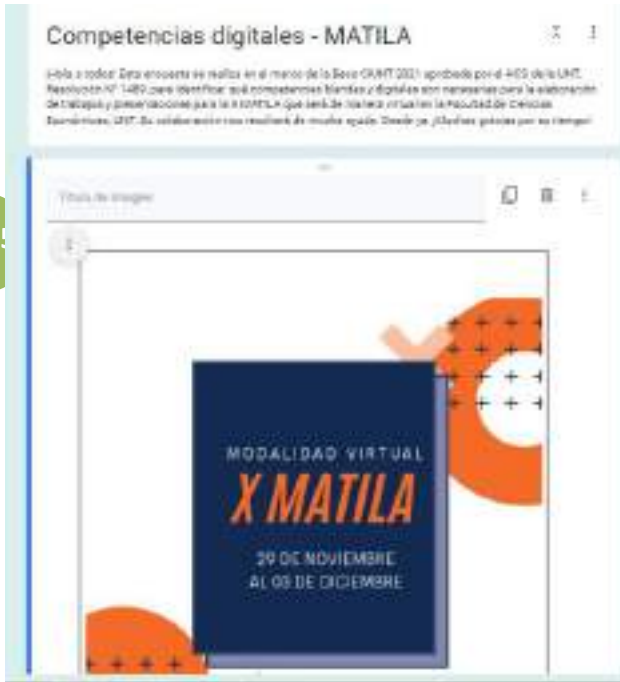 Competencias digitales - MATILA
Hola a todos! Esta encuesta se realiza en el marco de la Beca CIUNT 2021 aprobada por el HCS de la UNT,
Resolución N° 1489, para identificar qué competencias blandas y digitales son necesarias para la elaboración
de trabajos y presentaciones para la X MATILA, que será de manera virtual en la Facultad de Ciencias
Económicas, UNT. Su colaboración nos resultará de mucha ayuda. Desde ya ¡Muchas gracias por su tiempo!
Título de imagen
5
MODALIDAD VIRTUAL
X MATILA
29 DE NOVIEMBRE
AL 03 DE DICIEMBRE